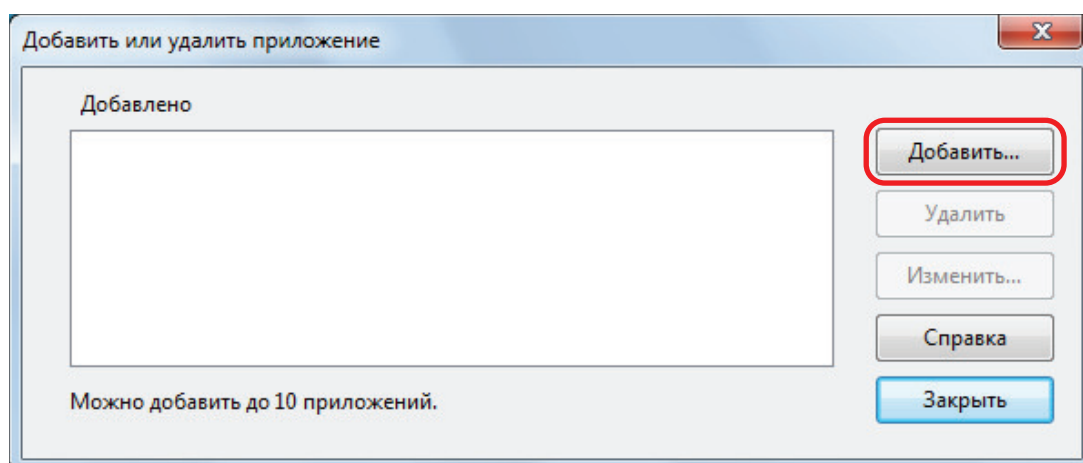 Добавить или удалить приложение
Добавлено
Добавить...
Удалить
Изменить...
Справка
Можно добавить до 10 приложений.
Закрыть